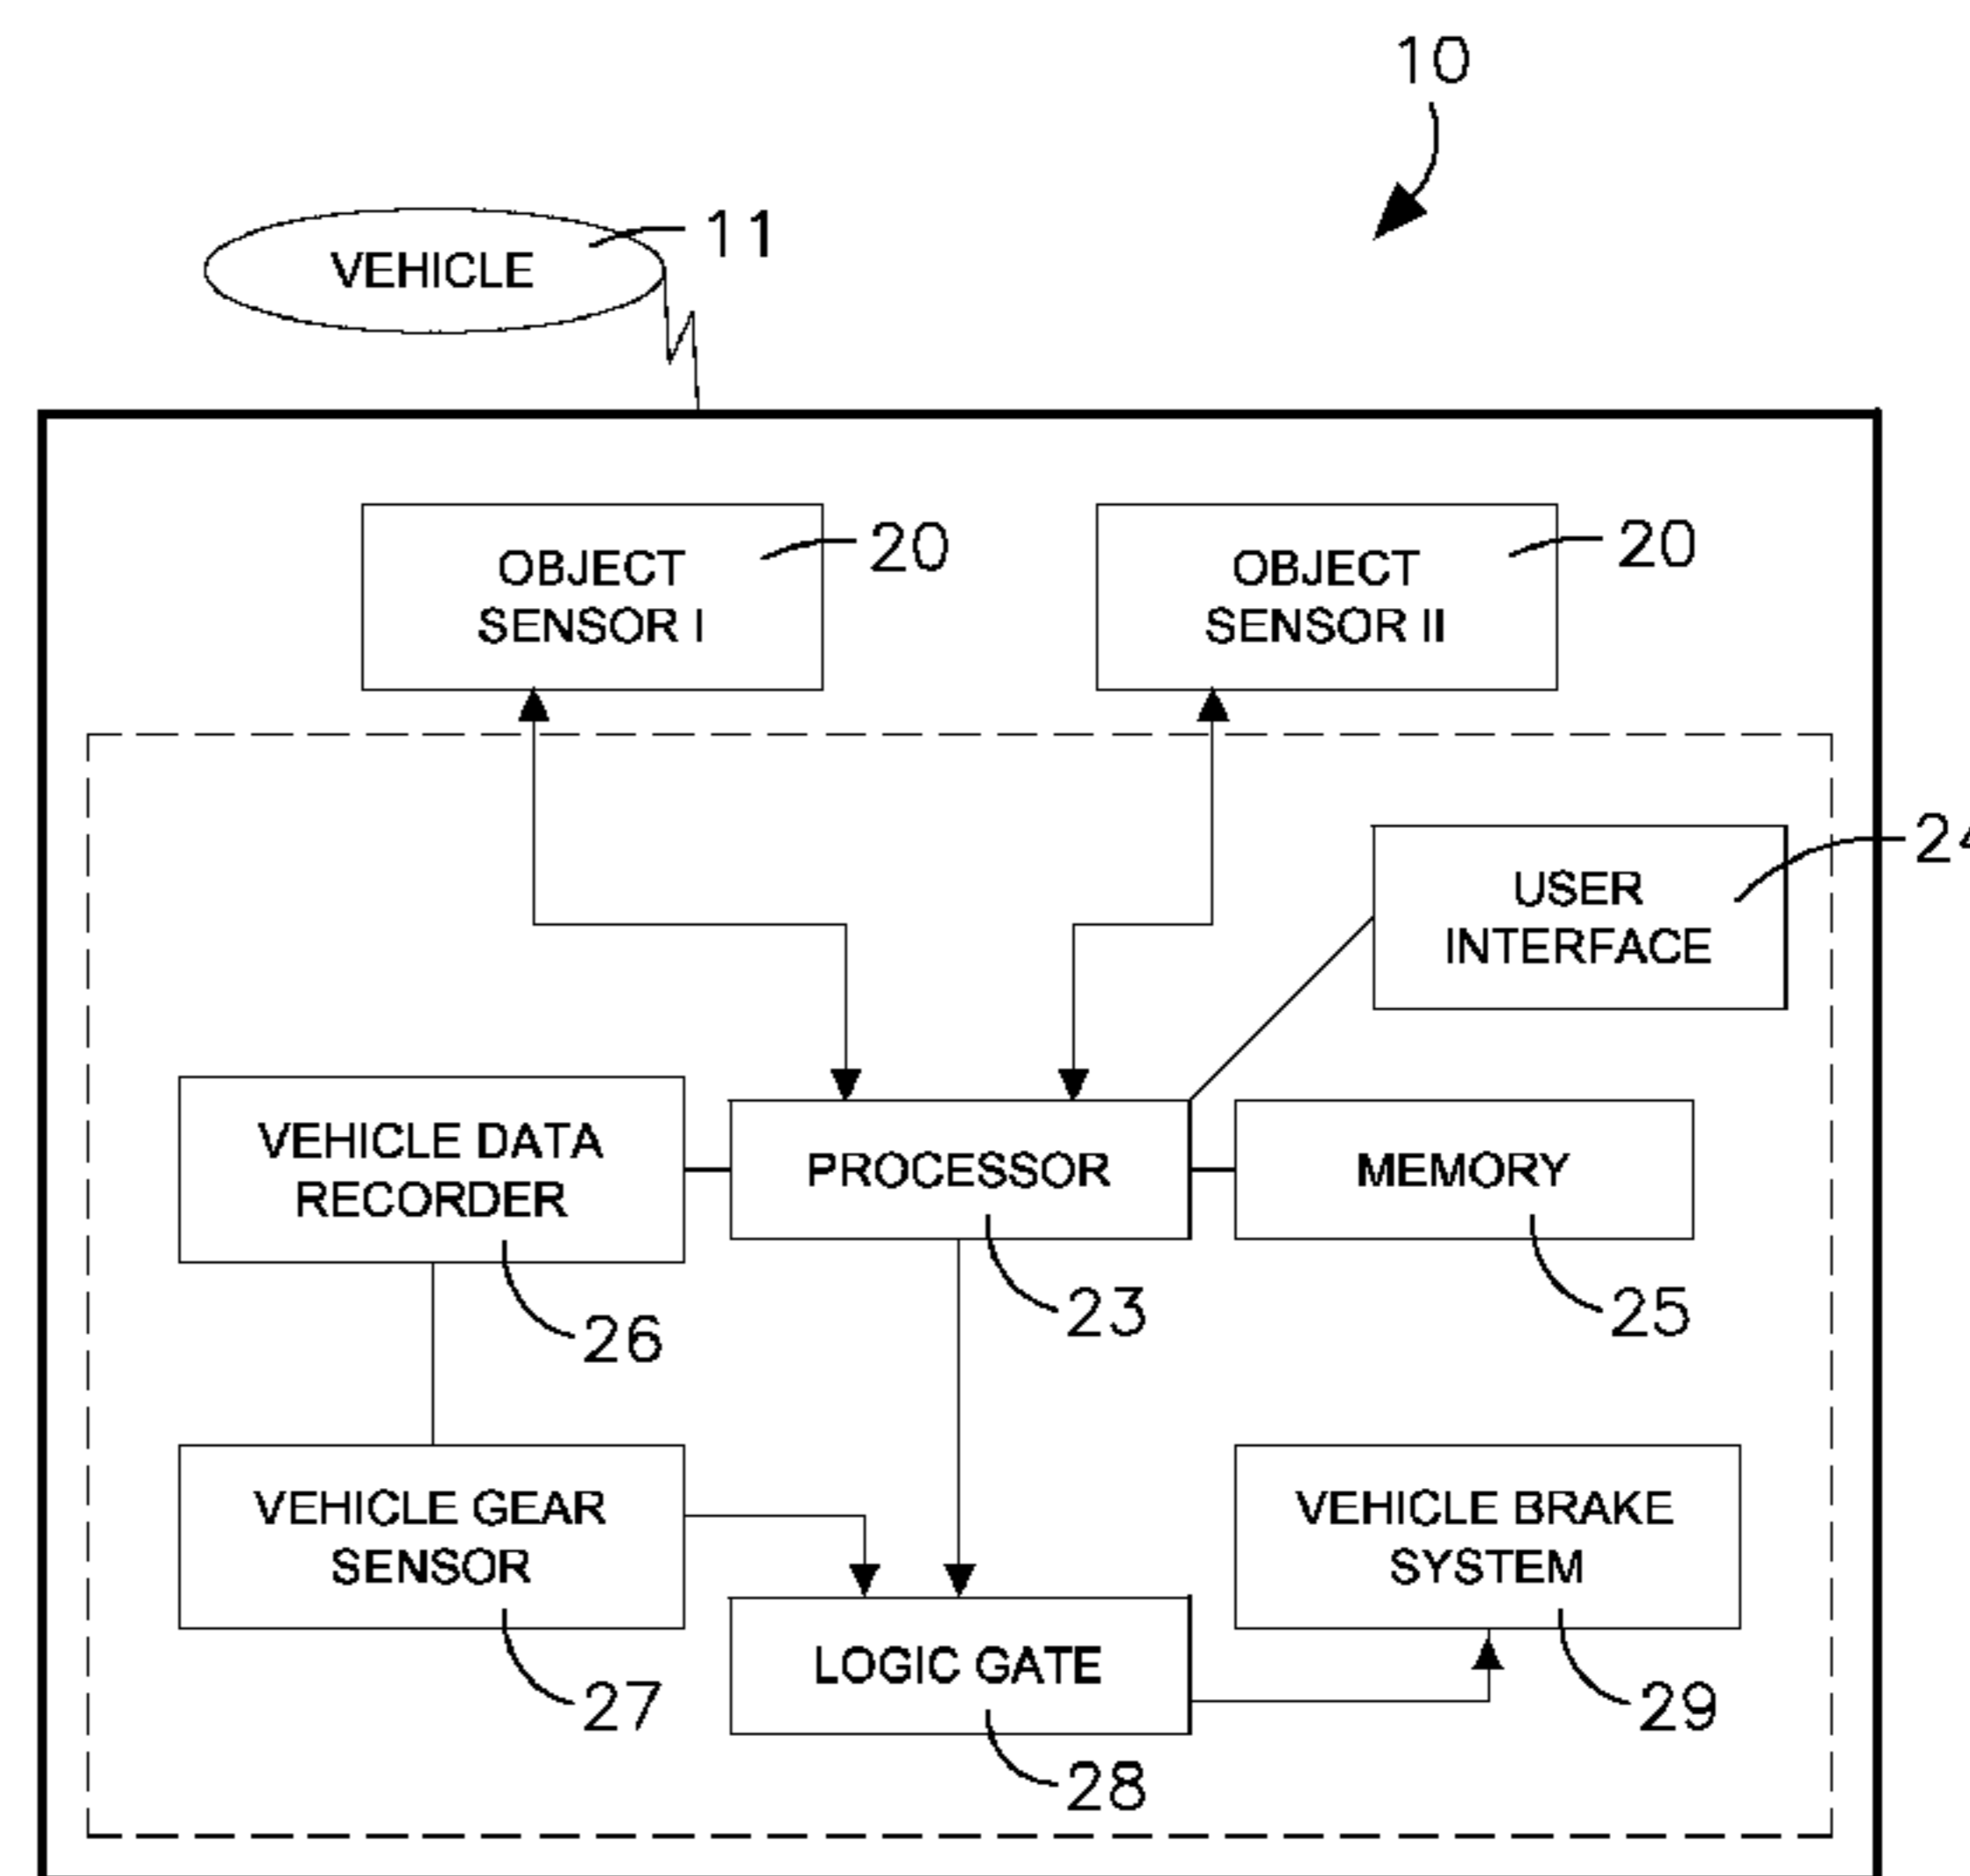 10
VEHICLE
11
OBJECT
SENSOR I
20
OBJECT
SENSOR II
20
USER
INTERFACE
24
VEHICLE DATA
RECORDER
26
PROCESSOR
23
MEMORY
25
VEHICLE GEAR
SENSOR
27
LOGIC GATE
28
VEHICLE BRAKE
SYSTEM
29